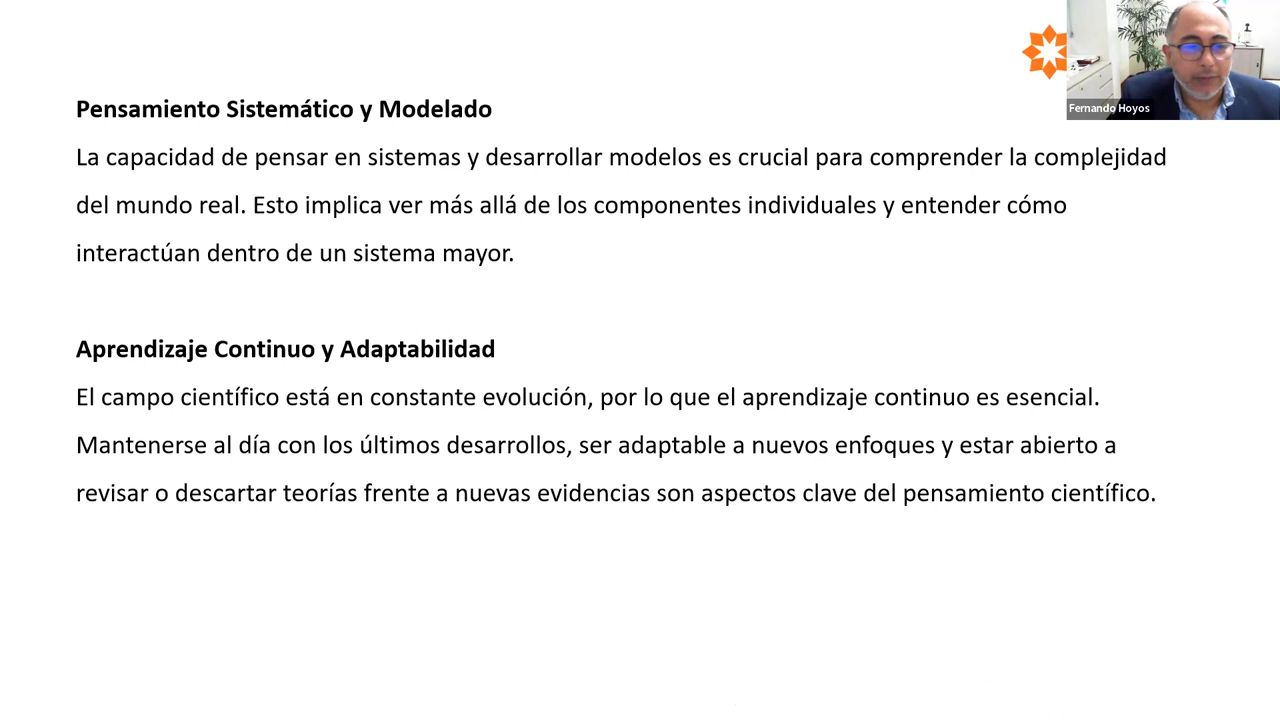 Pensamiento Sistemático y Modelado
La capacidad de pensar en sistemas y desarrollar modelos es crucial para comprender la complejidad
del mundo real. Esto implica ver más allá de los componentes individuales y entender cómo
interactúan dentro de un sistema mayor.
Aprendizaje Continuo y Adaptabilidad
El campo científico está en constante evolución, por lo que el aprendizaje continuo es esencial.
Mantenerse al día con los últimos desarrollos, ser adaptable a nuevos enfoques y estar abierto a
revisar o descartar teorías frente a nuevas evidencias son aspectos clave del pensamiento científico.
Fernando Hoyos